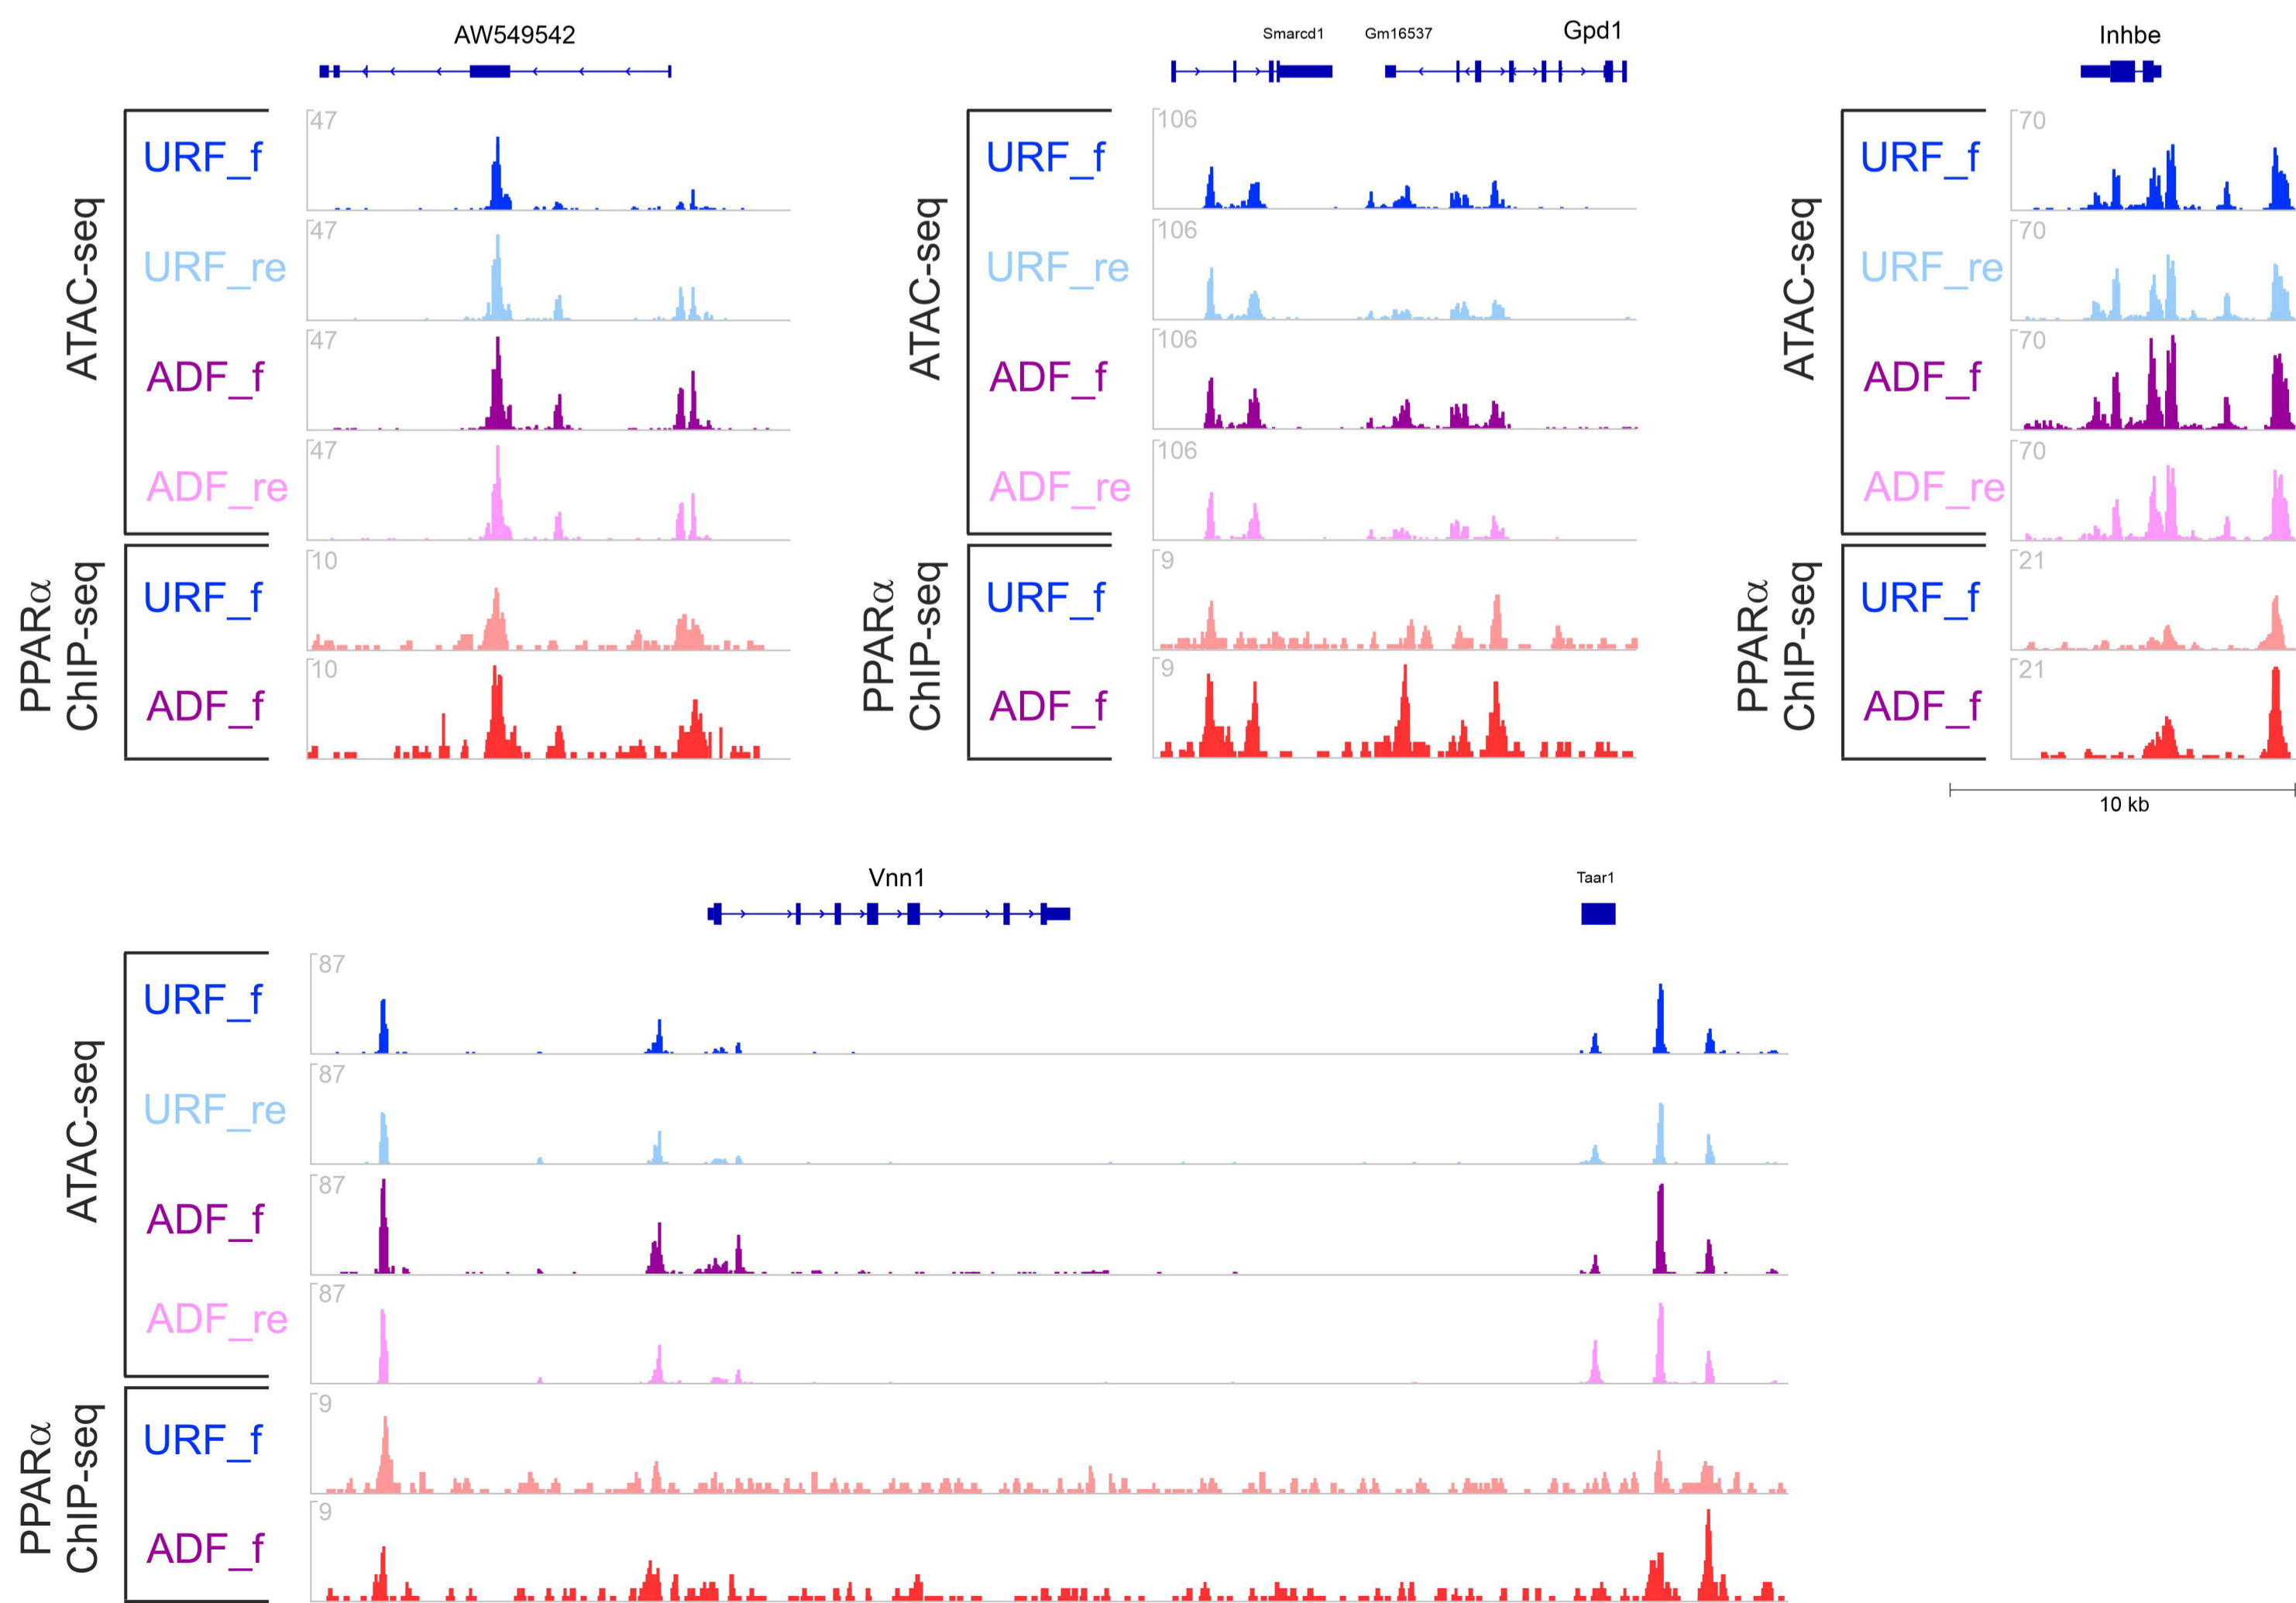 AW549542
ATAC-seq
URF_f
47
URF_re
47
ADF_f
47
ADF_re
47
PPARα
ChIP-seq
URF_f
10
ADF_f
10
Smarcd1 Gm16537 Gpd1
ATAC-seq
URF_f
106
URF_re
106
ADF_f
106
ADF_re
106
PPARα
ChIP-seq
URF_f
9
ADF_f
9
Inhbe
ATAC-seq
URF_f
70
URF_re
70
ADF_f
70
ADF_re
70
PPARα
ChIP-seq
URF_f
21
ADF_f
21
10 kb
Vnn1 Taar1
ATAC-seq
URF_f
87
URF_re
87
ADF_f
87
ADF_re
87
PPARα
ChIP-seq
URF_f
9
ADF_f
9